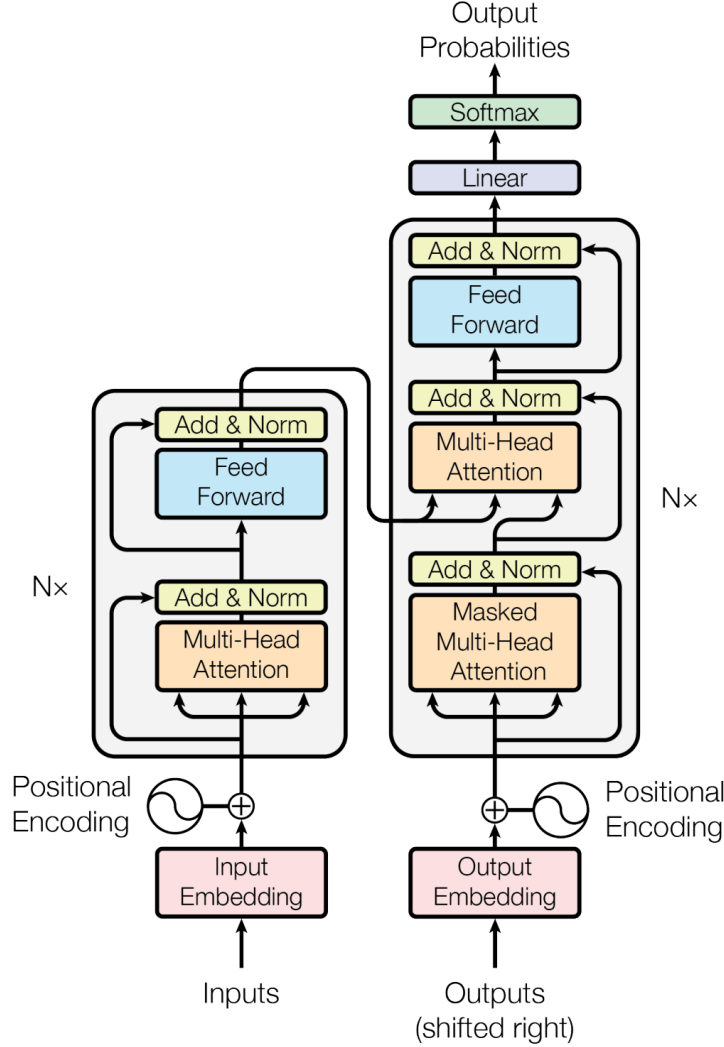 Output
Probabilities
Softmax
Linear
Add & Norm
Feed
Forward
Add & Norm
Multi-Head
Attention
Nx
Add & Norm
Masked
Multi-Head
Attention
Add & Norm
Feed
Forward
Nx
Add & Norm
Multi-Head
Attention
Positional
Encoding
Positional
Encoding
Input
Embedding
Output
Embedding
Inputs
Outputs
(shifted right)